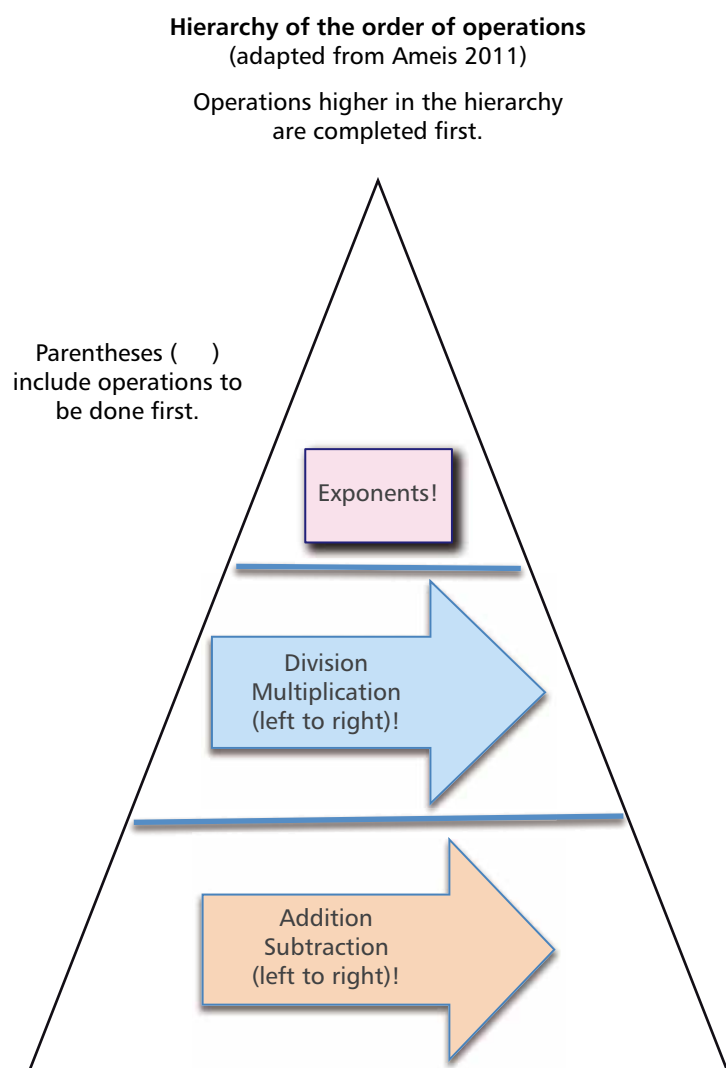 Hierarchy of the order of operations
(adapted from Ameis 2011)
Operations higher in the hierarchy
are completed first.
Parentheses (    )
include operations to
be done first.
Exponents!
Division
Multiplication
(left to right)!
Addition
Subtraction
(left to right)!